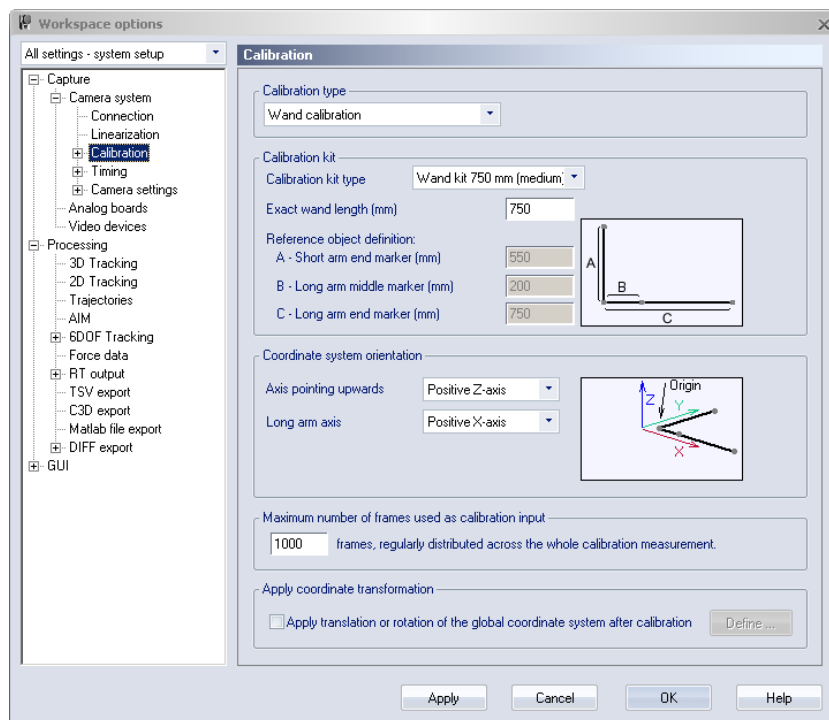 Workspace options
All settings - system setup
Capture
Camera system
Connection
Linearization
Calibration
Timing
Camera settings
Analog boards
Video devices
Processing
3D Tracking
2D Tracking
Trajectories
AIM
6DOF Tracking
Force data
RT output
TSV export
C3D export
Matlab file export
DIFF export
GUI
Calibration
Calibration type
Wand calibration
Calibration kit
Calibration kit type Wand kit 750 mm (medium)
Exact wand length (mm) 750
Reference object definition:
A - Short arm end marker (mm) 550
B - Long arm middle marker (mm) 200
C - Long arm end marker (mm) 750
A
B
C
Coordinate system orientation
Axis pointing upwards Positive Z-axis
Long arm axis Positive X-axis
Origin
Z
Y
X
Maximum number of frames used as calibration input
1000 frames, regularly distributed across the whole calibration measurement.
Apply coordinate transformation
Apply translation or rotation of the global coordinate system after calibration Define ...
Apply Cancel OK Help